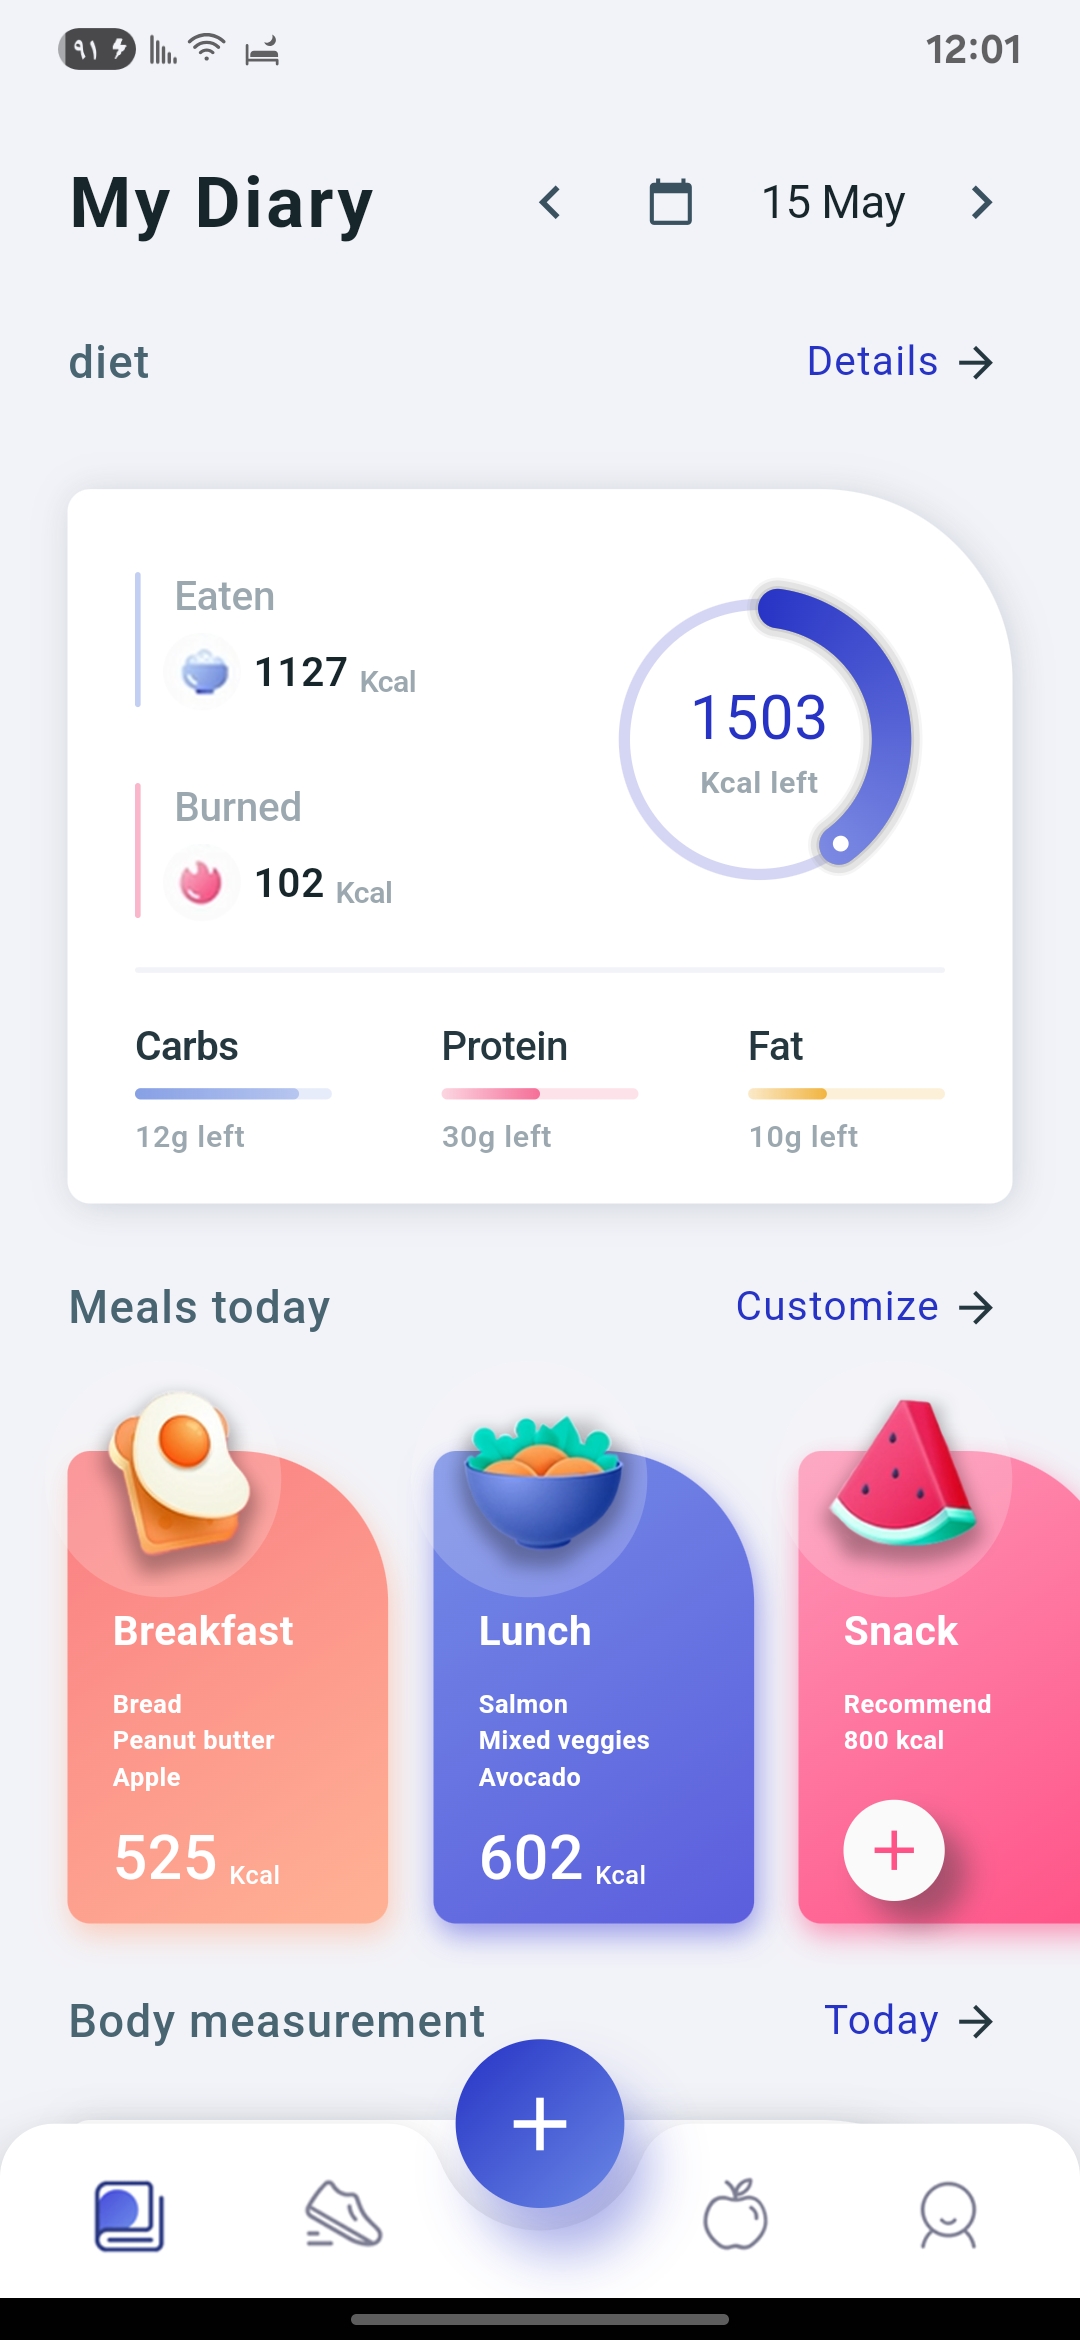 ۹۱
12:01
My Diary
15 May
diet
Details
Eaten
1127 Kcal
1503
Kcal left
Burned
102 Kcal
Carbs
Protein
Fat
12g left
30g left
10g left
Meals today
Customize
Breakfast
Bread
Peanut butter
Apple
525 Kcal
Lunch
Salmon
Mixed veggies
Avocado
602 Kcal
Snack
Recommend
800 kcal
Body measurement
Today